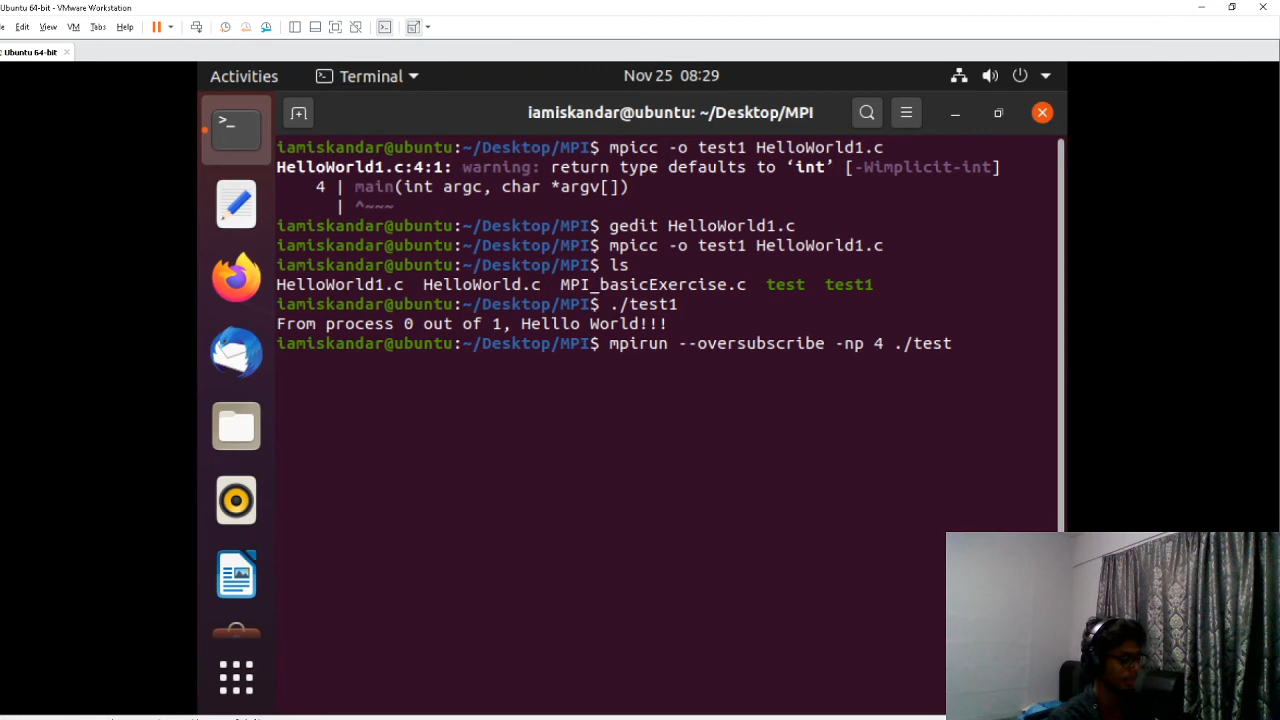 Ubuntu 64-bit - VMware Workstation
Edit View VM Tabs Help
Ubuntu 64-bit
Activities Terminal Nov 25 08:29
iamiskandar@ubuntu: ~/Desktop/MPI
iamiskandar@ubuntu:~/Desktop/MPI$ mpicc -o test1 HelloWorld1.c
HelloWorld1.c:4:1: warning: return type defaults to ‘int’ [-Wimplicit-int]
4 | main(int argc, char *argv[])
| ^~~~
iamiskandar@ubuntu:~/Desktop/MPI$ gedit HelloWorld1.c
iamiskandar@ubuntu:~/Desktop/MPI$ mpicc -o test1 HelloWorld1.c
iamiskandar@ubuntu:~/Desktop/MPI$ ls
HelloWorld1.c HelloWorld.c MPI_basicExercise.c test test1
iamiskandar@ubuntu:~/Desktop/MPI$ ./test1
From process 0 out of 1, Helllo World!!!
iamiskandar@ubuntu:~/Desktop/MPI$ mpirun --oversubscribe -np 4 ./test